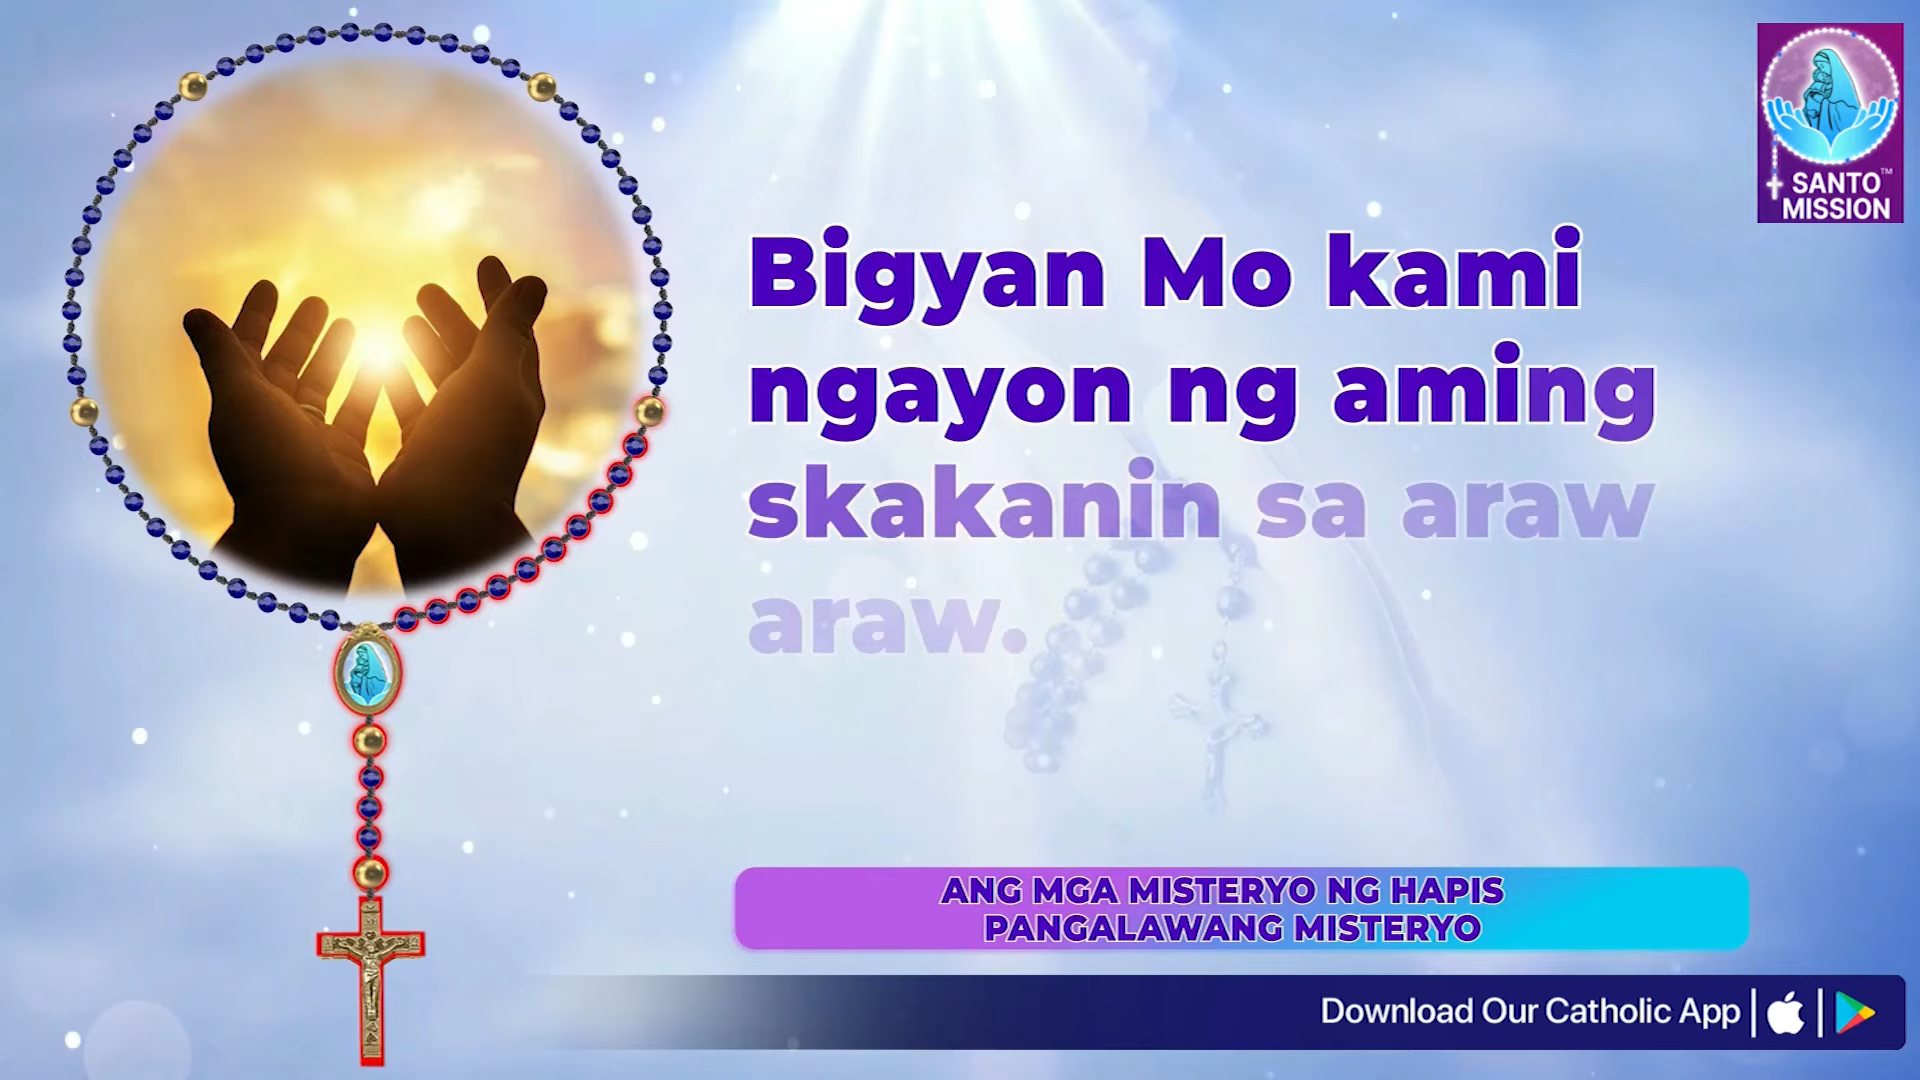 SANTO™
MISSION
Bigyan Mo kami
ngayon ng aming
skakanin sa araw
araw.
ANG MGA MISTERYO NG HAPIS
PANGALAWANG MISTERYO
Download Our Catholic App